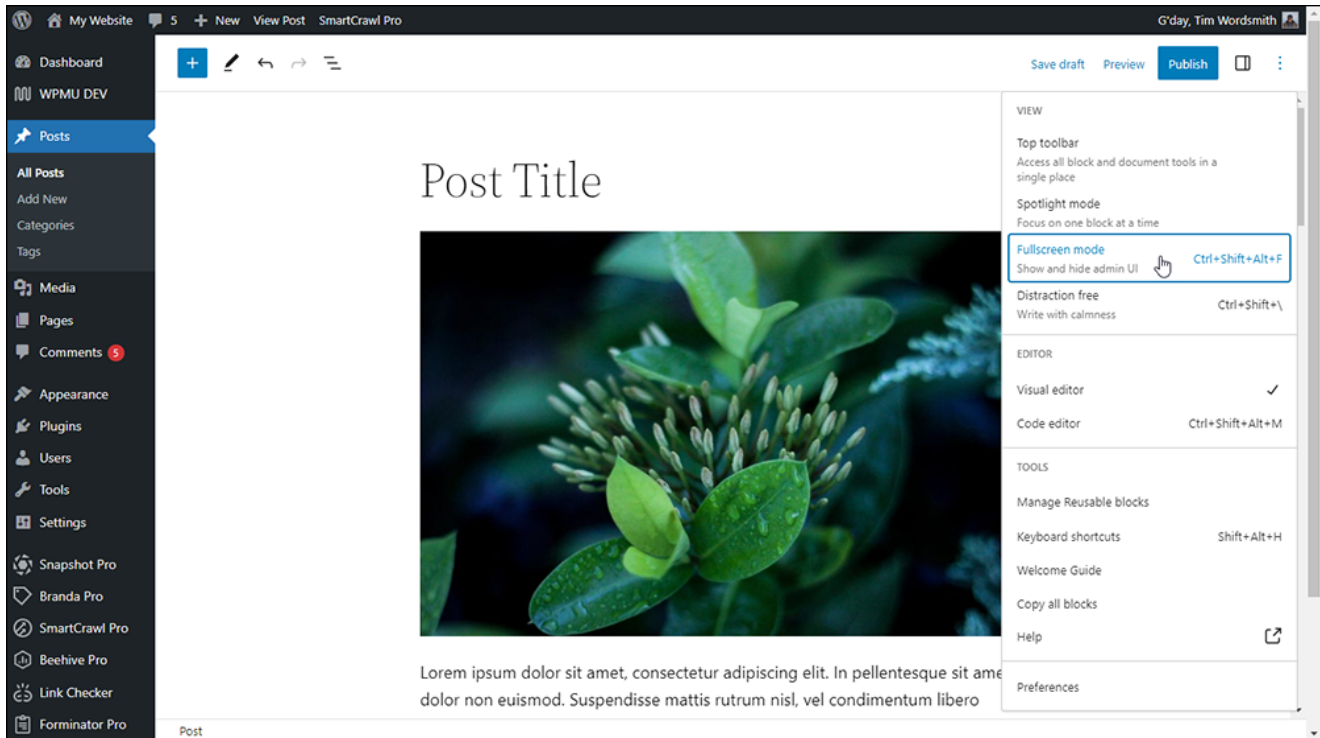 My Website 5 New View Post SmartCrawl Pro G'day, Tim Wordsmith
Dashboard
WPMU DEV
Posts
All Posts
Add New
Categories
Tags
Media
Pages
Comments 5
Appearance
Plugins
Users
Tools
Settings
Snapshot Pro
Branda Pro
SmartCrawl Pro
Beehive Pro
Link Checker
Forminator Pro
Save draft Preview Publish
Post Title
Lorem ipsum dolor sit amet, consectetur adipiscing elit. In pellentesque sit ame
dolor non euismod. Suspendisse mattis rutrum nisl, vel condimentum libero
Post
VIEW
Top toolbar
Access all block and document tools in a
single place
Spotlight mode
Focus on one block at a time
Fullscreen mode Ctrl+Shift+Alt+F
Show and hide admin UI
Distraction free Ctrl+Shift+\
Write with calmness
EDITOR
Visual editor
Code editor Ctrl+Shift+Alt+M
TOOLS
Manage Reusable blocks
Keyboard shortcuts Shift+Alt+H
Welcome Guide
Copy all blocks
Help
Preferences